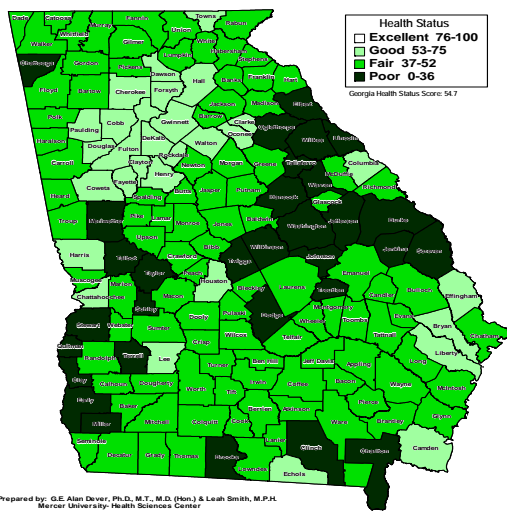 Health Status
Excellent 76-100
Good 53-75
Fair 37-52
Poor 0-36
Georgia Health Status Score: 54.7
Dade Catoosa Murray Fannin Towns Rabun
Whitfield Union
Walker Gilmer White Habersham
Lumpkin Stephens
Chattooga Gordon Pickens Dawson Hall Banks Franklin Hart
Floyd Bartow Cherokee Forsyth Jackson Madison Elbert
Polk Cobb Gwinnett Barrow Clarke Oglethorpe Wilkes Lincoln
Haralson Paulding DeKalb Walton Oconee
Douglas Fulton Rockdale
Carroll Clayton Newton Morgan Greene Taliaferro McDuffie Columbia
Coweta Fayette Henry Warren Richmond
Heard Spalding Butts Jasper Putnam Hancock Glascock
Troup Meriwether Pike Lamar Monroe Jones Baldwin Washington Jefferson Burke
Upson
Harris Talbot Crawford Bibb Twiggs Wilkinson Johnson Jenkins Screven
Muscogee Taylor Peach Houston Emanuel
Chattahoochee Marion Macon Bleckley Laurens Treutlen Candler Bulloch Effingham
Schley Dooly Pulaski Dodge Montgomery Evans Bryan
Stewart Webster Sumter Wilcox Wheeler Toombs Tattnall Chatham
Quitman Crisp Telfair Liberty
Randolph Terrell Lee Turner Ben Hill Jeff Davis Appling Long
Clay Calhoun Dougherty Worth Tift Irwin Coffee Bacon Wayne McIntosh
Early Baker Mitchell Colquitt Cook Berrien Atkinson Ware Pierce Brantley Glynn
Miller Lanier
Seminole Decatur Grady Thomas Brooks Lowndes Echols Clinch Charlton Camden
Prepared by: G.E. Alan Dever, Ph.D., M.T., M.D. (Hon.) & Leah Smith, M.P.H.
Mercer University- Health Sciences Center